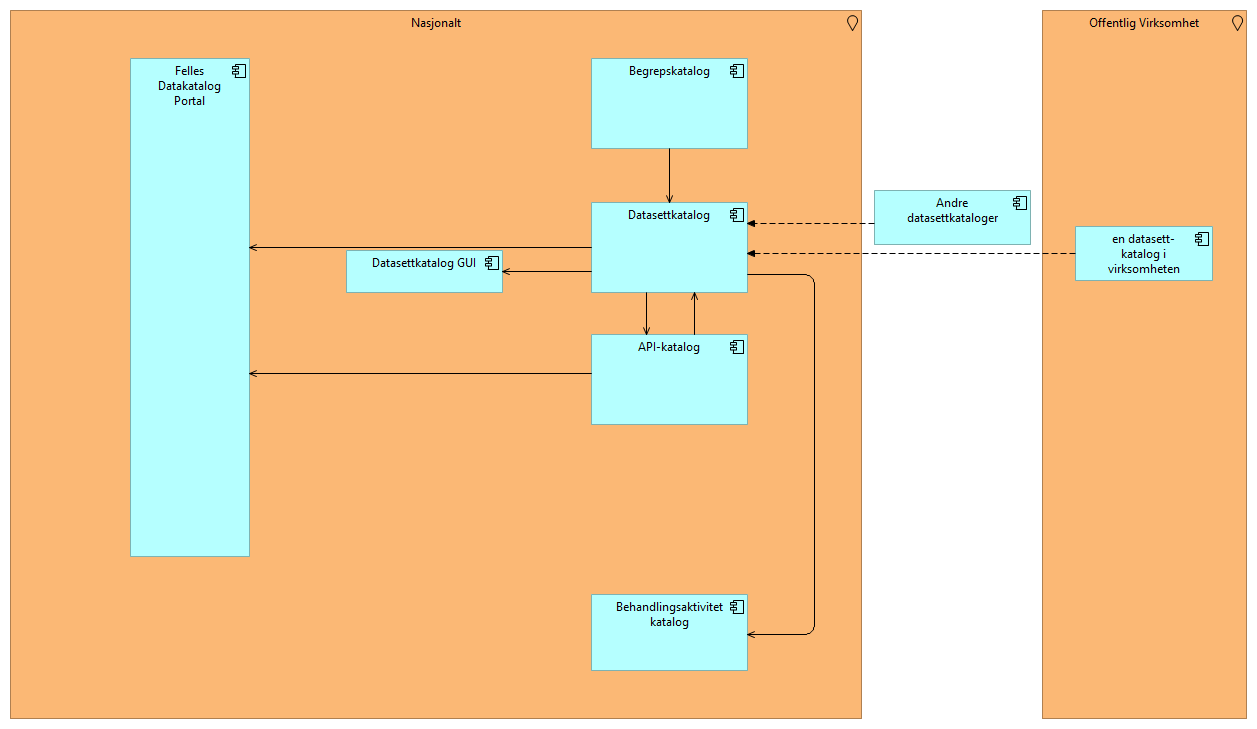 Nasjonalt
Offentlig Virksomhet
Felles
Datakatalog
Portal
Begrepskatalog
Andre
datasettkataloger
Datasettkatalog
en datasett-
katalog i
virksomheten
Datasettkatalog GUI
API-katalog
Behandlingsaktivitet
katalog